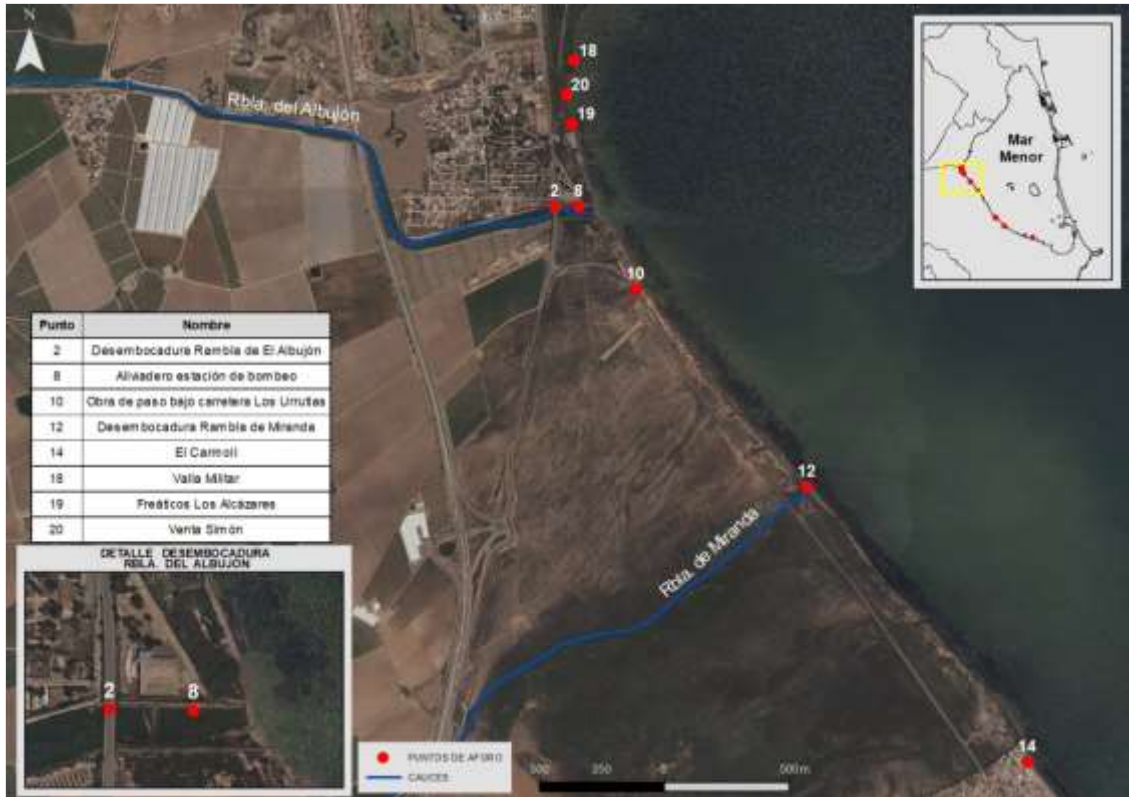 N
18
20
19
Rbla. del Albujón
2 8
10
Mar
Menor
Punto Nombre
2 Desembocadura Rambla de El Albujón
8 Aliviadero estación de bombeo
10 Obra de paso bajo carretera Los Urrutias
12 Desembocadura Rambla de Miranda
14 El Carmolí
18 Valla Militar
19 Freáticos Los Alcázares
20 Venta Simón
12
Rbla. de Miranda
DETALLE DESEMBOCADURA
RBLA. DEL ALBUJÓN
2 8
PUNTOS DE AFORO
CAUCES
500 250 0 500 m
14